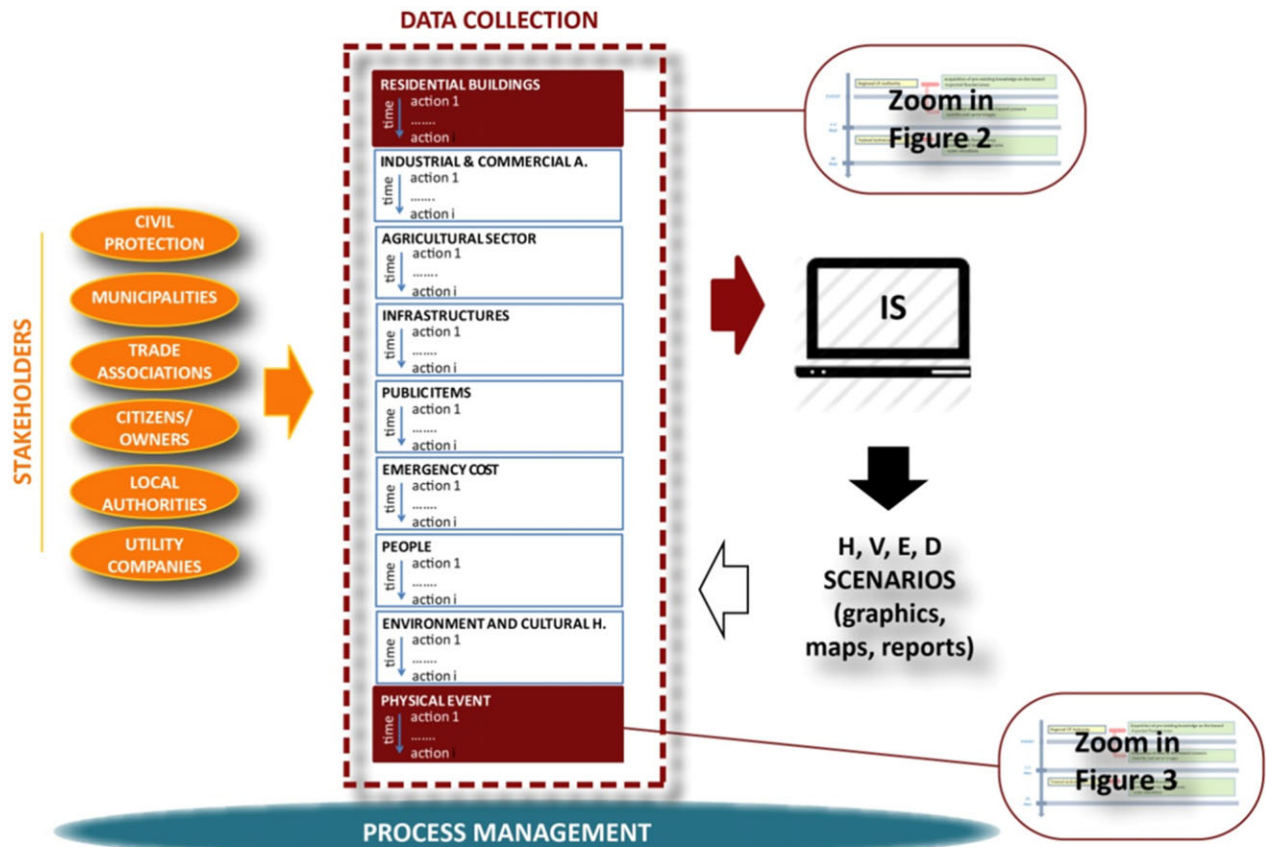 DATA COLLECTION
STAKEHOLDERS
CIVIL
PROTECTION
MUNICIPALITIES
TRADE
ASSOCIATIONS
CITIZENS/
OWNERS
LOCAL
AUTHORITIES
UTILITY
COMPANIES
RESIDENTIAL BUILDINGS
time
action 1
.......
action i
INDUSTRIAL & COMMERCIAL A.
time
action 1
.......
action i
AGRICULTURAL SECTOR
time
action 1
.......
action i
INFRASTRUCTURES
time
action 1
.......
action i
PUBLIC ITEMS
time
action 1
.......
action i
EMERGENCY COST
time
action 1
.......
action i
PEOPLE
time
action 1
.......
action i
ENVIRONMENT AND CULTURAL H.
time
action 1
.......
action i
PHYSICAL EVENT
time
action 1
.......
action i
Zoom in
Figure 2
IS
H, V, E, D
SCENARIOS
(graphics,
maps, reports)
Zoom in
Figure 3
PROCESS MANAGEMENT